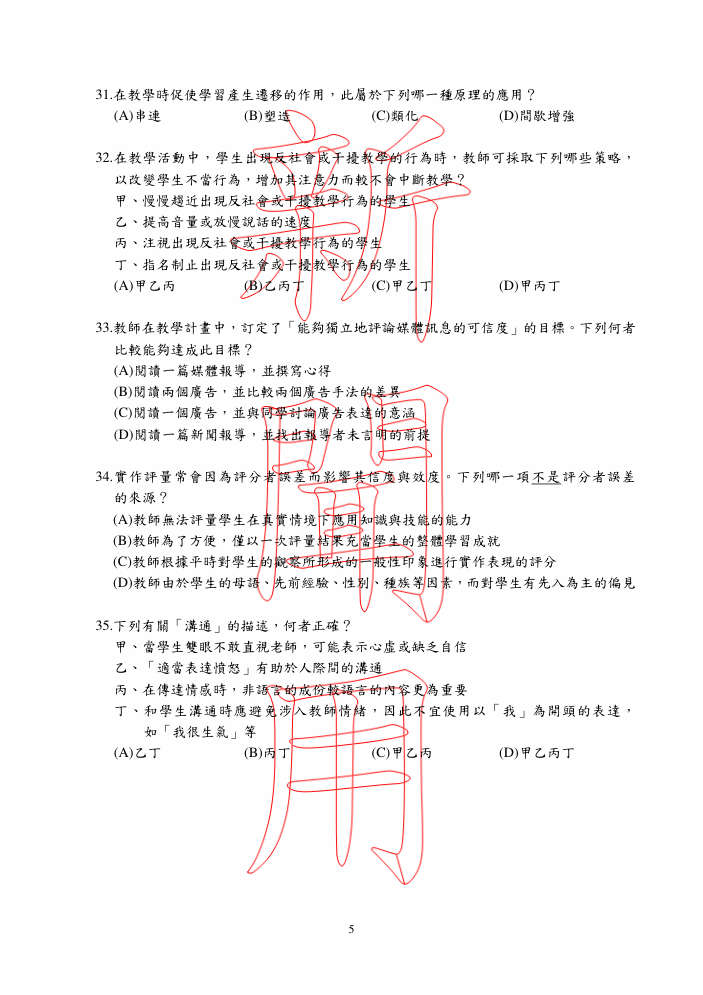 31.在教學時促使學習產生遷移的作用，此屬於下列哪一種原理的應用？
(A)串連 (B)塑造 (C)類化 (D)間歇增強
32.在教學活動中，學生出現反社會或干擾教學的行為時，教師可採取下列哪些策略，
以改變學生不當行為，增加其注意力而較不會中斷教學？
甲、慢慢趨近出現反社會或干擾教學行為的學生
乙、提高音量或放慢說話的速度
丙、注視出現反社會或干擾教學行為的學生
丁、指名制止出現反社會或干擾教學行為的學生
(A)甲乙丙 (B)乙丙丁 (C)甲乙丁 (D)甲丙丁
33.教師在教學計畫中，訂定了「能夠獨立地評論媒體訊息的可信度」的目標。下列何者
比較能夠達成此目標？
(A)閱讀一篇媒體報導，並撰寫心得
(B)閱讀兩個廣告，並比較兩個廣告手法的差異
(C)閱讀一個廣告，並與同學討論廣告表達的意涵
(D)閱讀一篇新聞報導，並找出報導者未言明的前提
34.實作評量常會因為評分者誤差而影響其信度與效度。下列哪一項不是評分者誤差
的來源？
(A)教師無法評量學生在真實情境下應用知識與技能的能力
(B)教師為了方便，僅以一次評量結果充當學生的整體學習成就
(C)教師根據平時對學生的觀察所形成的一般性印象進行實作表現的評分
(D)教師由於學生的母語、先前經驗、性別、種族等因素，而對學生有先入為主的偏見
35.下列有關「溝通」的描述，何者正確？
甲、當學生雙眼不敢直視老師，可能表示心虛或缺乏自信
乙、「適當表達憤怒」有助於人際間的溝通
丙、在傳達情感時，非語言的成份較語言的內容更為重要
丁、和學生溝通時應避免涉入教師情緒，因此不宜使用以「我」為開頭的表達，
如「我很生氣」等
(A)乙丁 (B)丙丁 (C)甲乙丙 (D)甲乙丙丁
新聞用
5